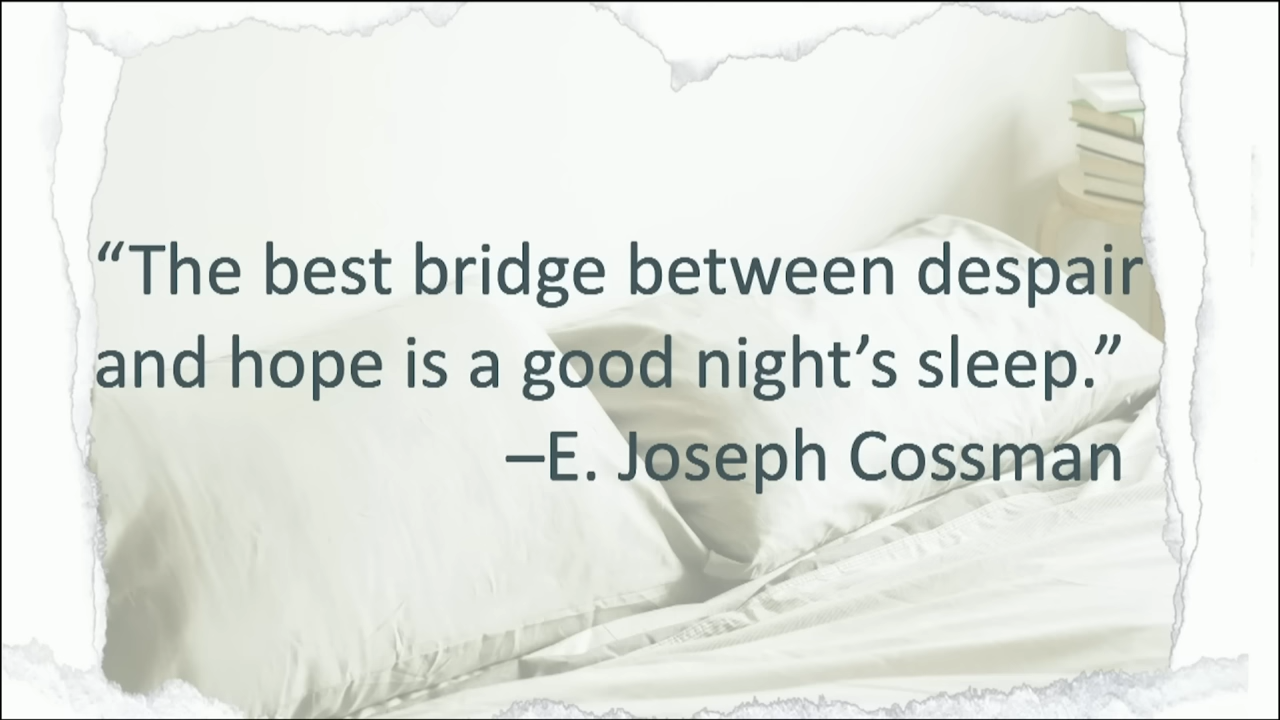 “The best bridge between despair
and hope is a good night’s sleep.”
–E. Joseph Cossman